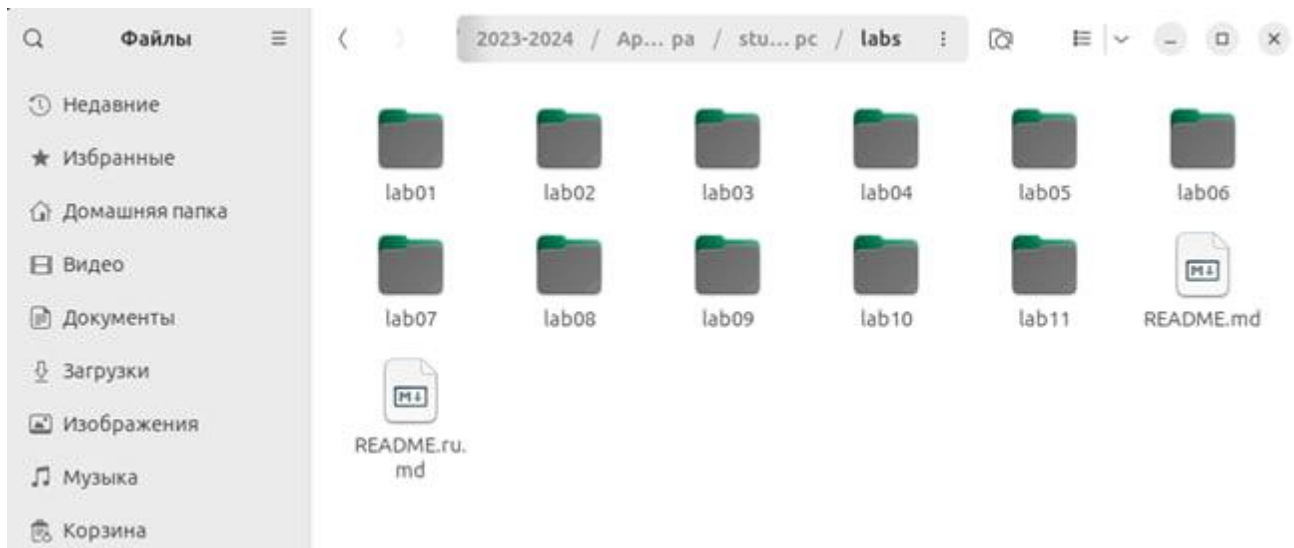 Файлы
2023-2024 / Ap... pa / stu... pc / labs
Недавние
Избранные
Домашняя папка
Видео
Документы
Загрузки
Изображения
Музыка
Корзина
lab01 lab02 lab03 lab04 lab05 lab06
lab07 lab08 lab09 lab10 lab11 README.md
README.ru.
md